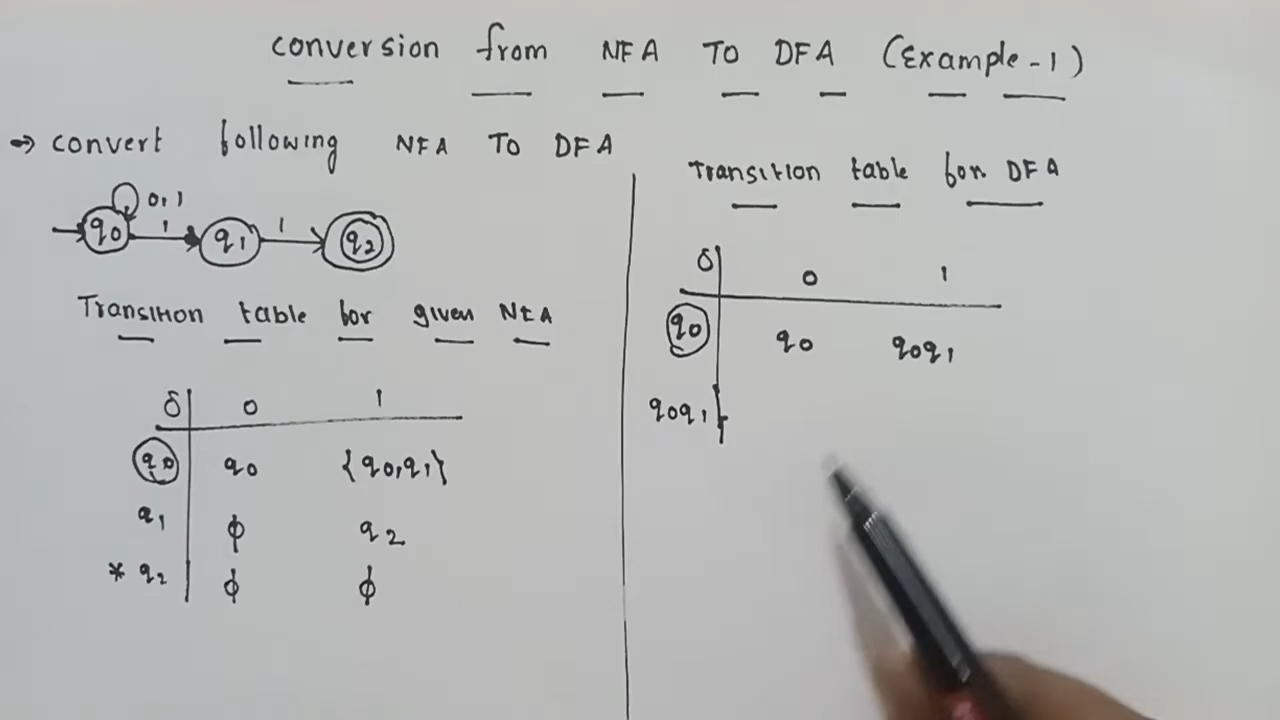 conversion from NFA TO DFA (Example-1)
→ convert following NFA TO DFA
0,1
q0 1 q1 1 q2
Transition table for given NFA
δ 0 1
q0 q0 {q0,q1}
q1 ϕ q2
* q2 ϕ ϕ
Transition table for DFA
δ 0 1
q0 q0 q0q1
q0q1